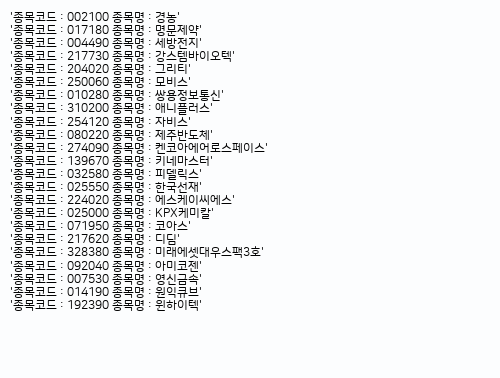 '종목코드 : 002100 종목명 : 경농'
'종목코드 : 017180 종목명 : 명문제약'
'종목코드 : 004490 종목명 : 세방전지'
'종목코드 : 217730 종목명 : 강스템바이오텍'
'종목코드 : 204020 종목명 : 그리티'
'종목코드 : 250060 종목명 : 모비스'
'종목코드 : 010280 종목명 : 쌍용정보통신'
'종목코드 : 310200 종목명 : 애니플러스'
'종목코드 : 254120 종목명 : 자비스'
'종목코드 : 080220 종목명 : 제주반도체'
'종목코드 : 274090 종목명 : 켄코아에어로스페이스'
'종목코드 : 139670 종목명 : 키네마스터'
'종목코드 : 032580 종목명 : 피델릭스'
'종목코드 : 025550 종목명 : 한국선재'
'종목코드 : 224020 종목명 : 에스케이씨에스'
'종목코드 : 025000 종목명 : KPX케미칼'
'종목코드 : 071950 종목명 : 코아스'
'종목코드 : 217620 종목명 : 디딤'
'종목코드 : 328380 종목명 : 미래에셋대우스팩3호'
'종목코드 : 092040 종목명 : 아미코젠'
'종목코드 : 007530 종목명 : 영신금속'
'종목코드 : 014190 종목명 : 원익큐브'
'종목코드 : 192390 종목명 : 윈하이텍'